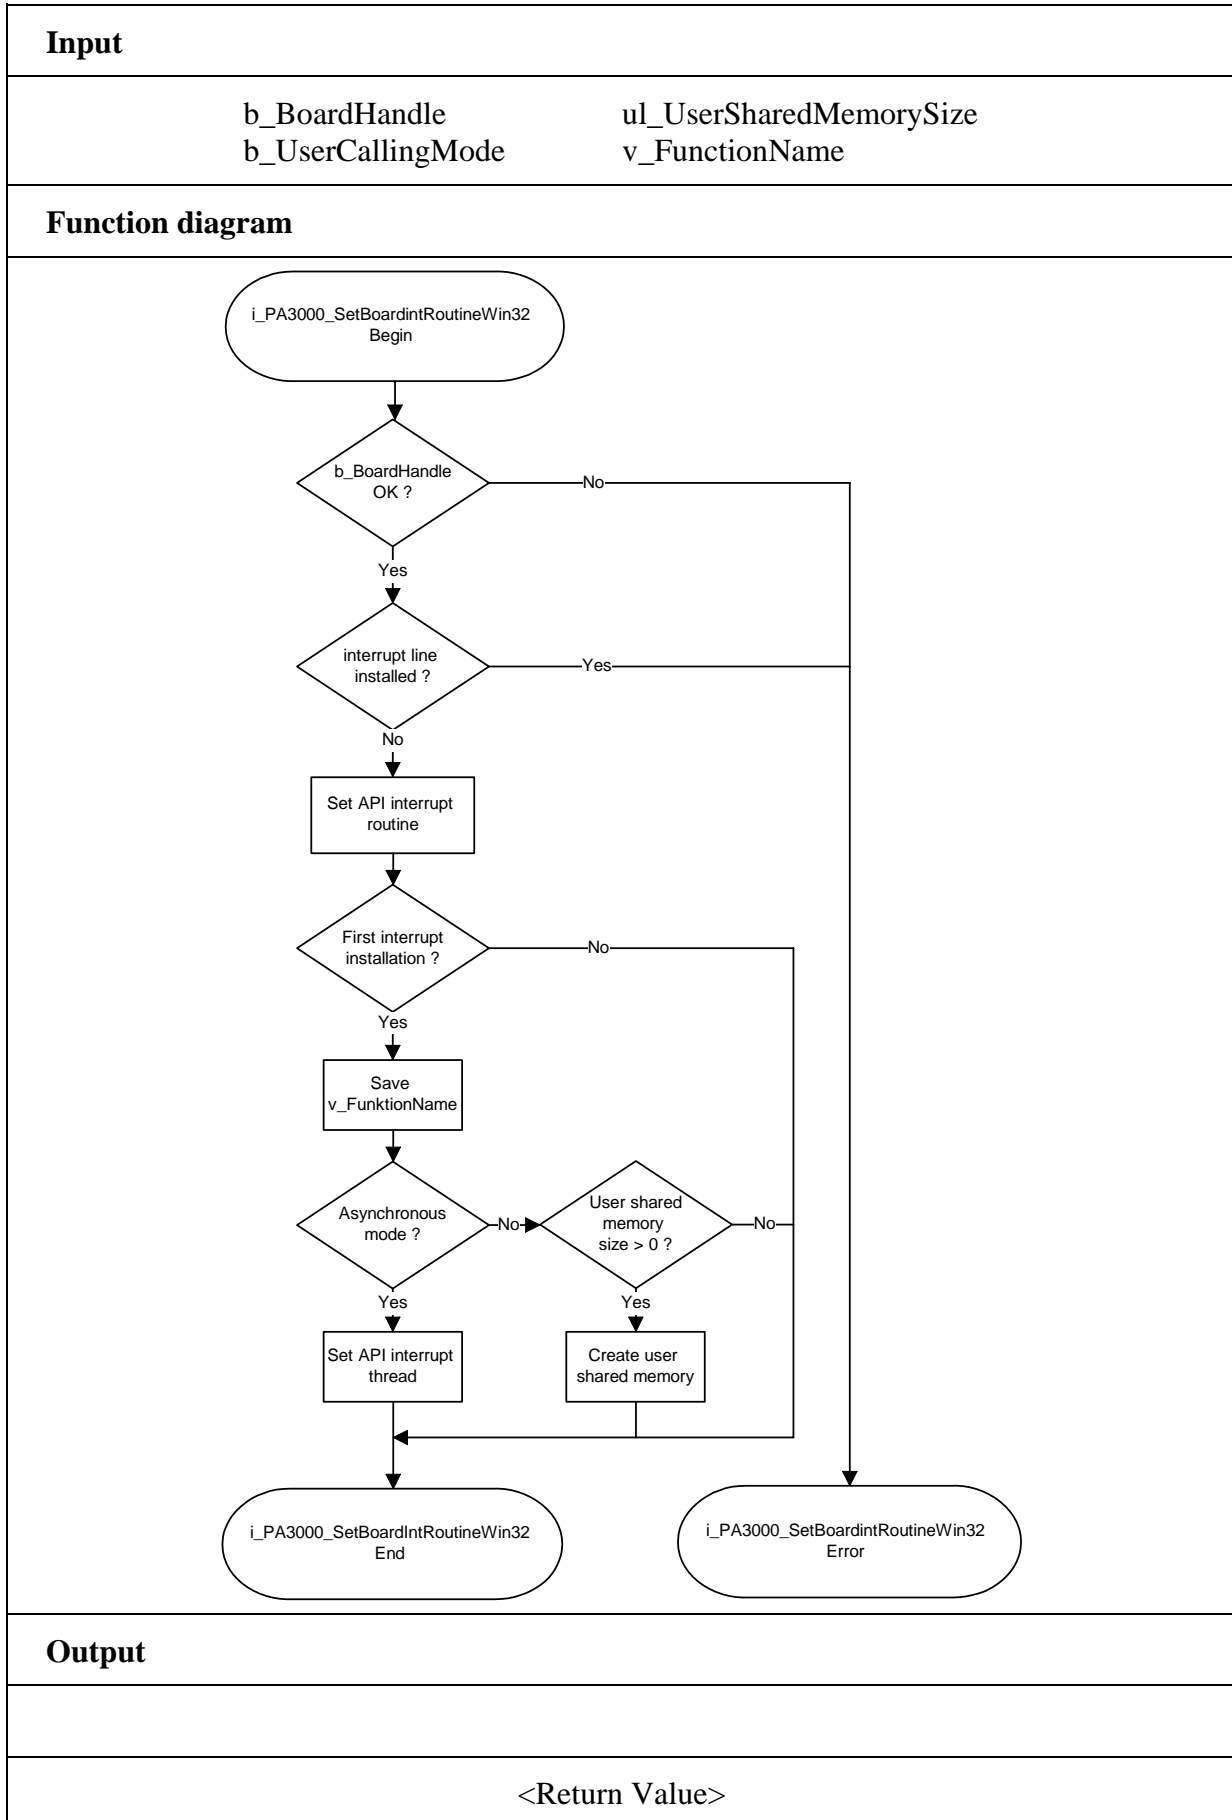 Input
b_BoardHandle ul_UserSharedMemorySize
b_UserCallingMode v_FunctionName
Function diagram
i_PA3000_SetBoardintRoutineWin32
Begin
b_BoardHandle
OK ?
No
Yes
interrupt line
installed ?
Yes
No
Set API interrupt
routine
First interrupt
installation ?
No
Yes
Save
v_FunktionName
Asynchronous
mode ?
No
User shared
memory
size > 0 ?
No
Yes
Yes
Set API interrupt
thread
Create user
shared memory
i_PA3000_SetBoardIntRoutineWin32
End
i_PA3000_SetBoardintRoutineWin32
Error
Output
<Return Value>